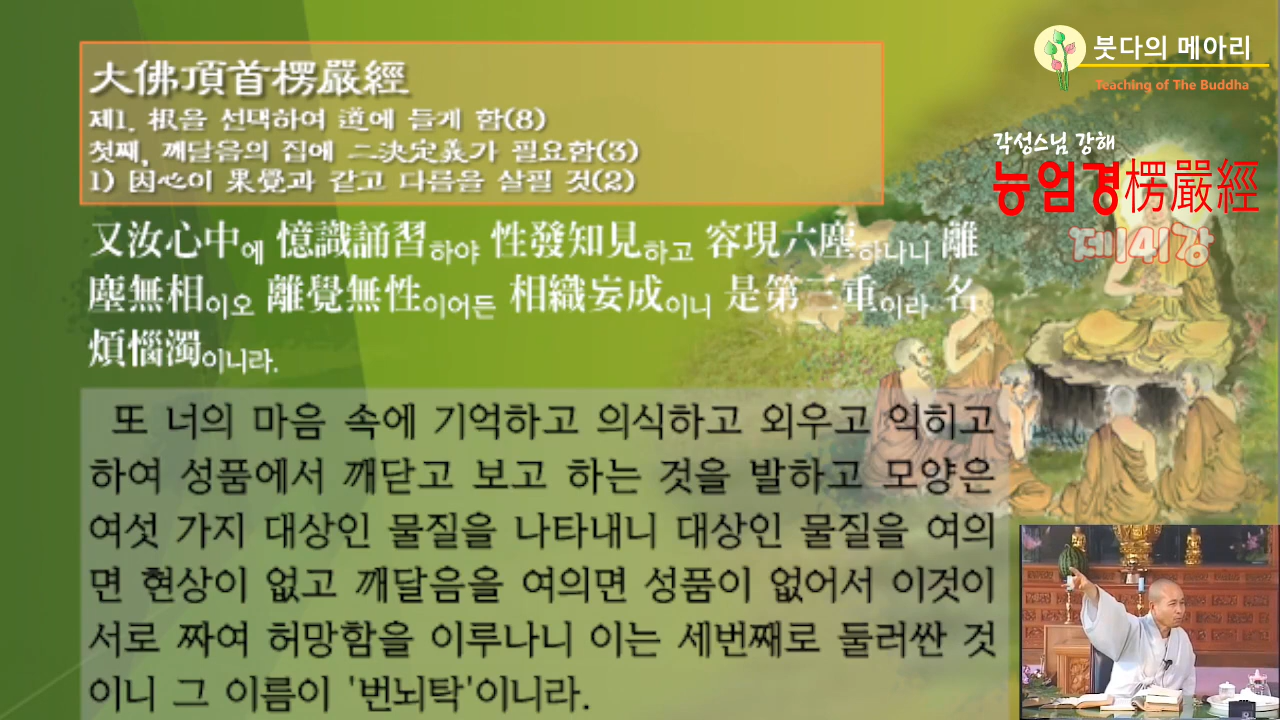 大佛頂首楞嚴經
제1. 根을 선택하여 道에 들게 함(8)
첫째, 깨달음의 집에 二決定義가 필요함(3)
1) 因心이 果覺과 같고 다름을 살필 것(2)
又汝心中에 憶識誦習하야 性發知見하고 容現六塵하나니 離
塵無相이오 離覺無性이어든 相織妄成이니 是第三重이라 名
煩惱濁이니라.
또 너의 마음 속에 기억하고 의식하고 외우고 익히고
하여 성품에서 깨닫고 보고 하는 것을 발하고 모양은
여섯 가지 대상인 물질을 나타내니 대상인 물질을 여의
면 현상이 없고 깨달음을 여의면 성품이 없어서 이것이
서로 짜여 허망함을 이루나니 이는 세번째로 둘러싼 것
이니 그 이름이 '번뇌탁'이니라.
붓다의 메아리
Teaching of The Buddha
각성스님 강해
능엄경楞嚴經
제41강